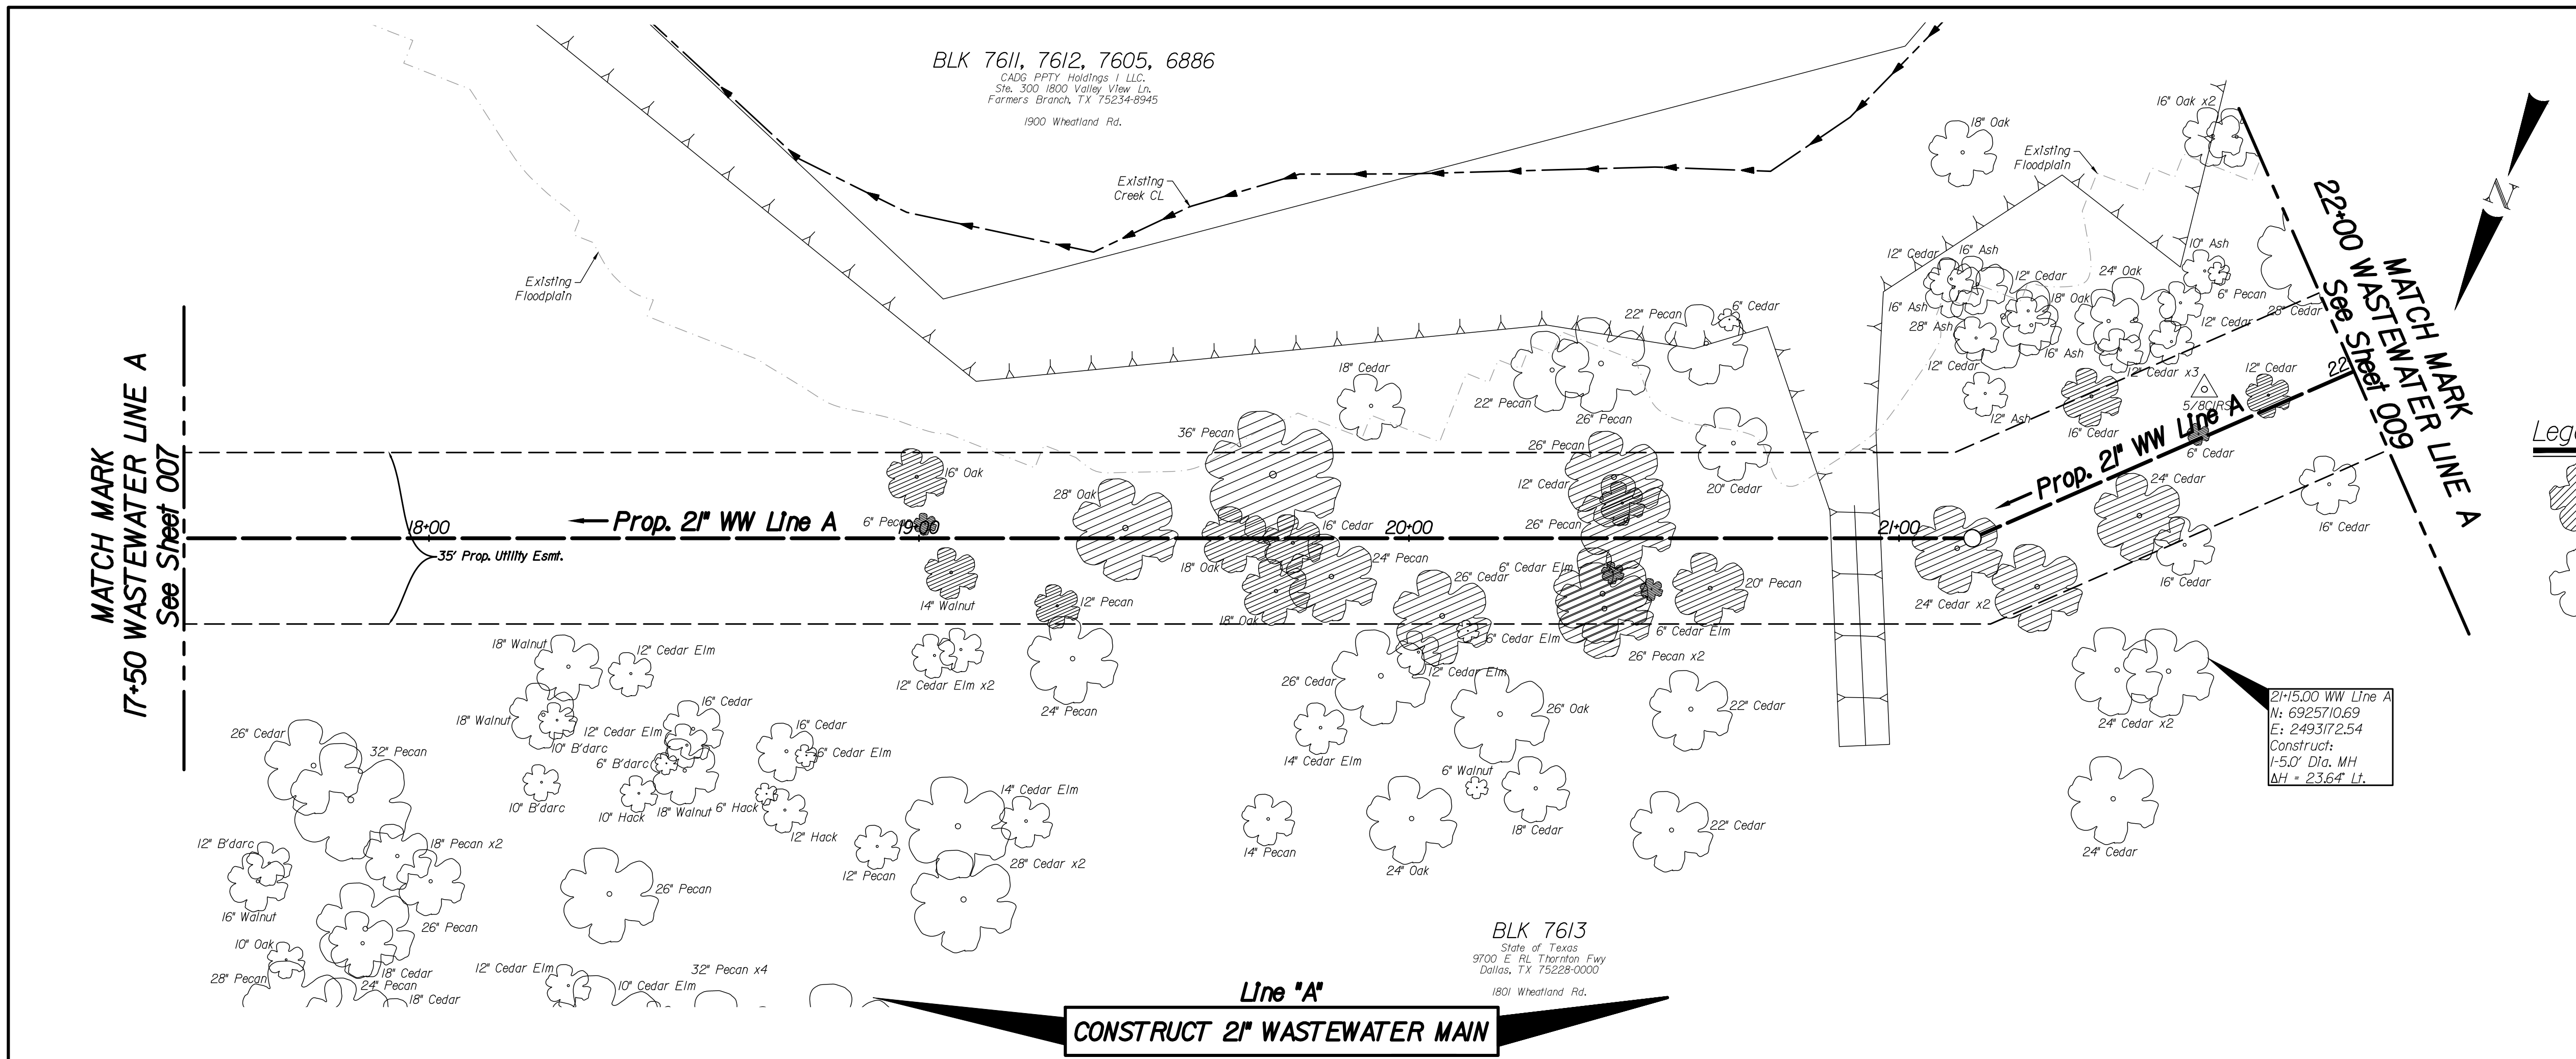 BLK 7611, 7612, 7605, 6886
CADG PPTY Holdings 1 LLC.
Ste. 300 1800 Valley View Ln.
Farmers Branch, TX 75234-8945
1900 Wheatland Rd.
16" Oak x2
18" Oak
Existing
Floodplain
N
Existing
Creek CL
Existing
Floodplain
12" Cedar
16" Ash
10" Ash
12" Cedar
24" Oak
6" Pecan
18" Oak
16" Ash
28" Cedar
28" Ash
12" Cedar
16" Ash
12" Cedar
12" Cedar x3
12" Ash
16" Cedar
5/8CIRS
12" Cedar
22
6" Cedar
22" Pecan
6" Cedar
18" Cedar
22" Pecan
26" Pecan
36" Pecan
26" Pecan
20" Cedar
12" Cedar
26" Pecan
16" Oak
28" Oak
6" Pecan
16" Cedar
24" Cedar
16" Cedar
MATCH MARK
17+50 WASTEWATER LINE A
See Sheet 007
22+00 WASTEWATER LINE A
MATCH MARK
See Sheet 009
Prop. 21" WW Line A
Prop. 21" WW Line A
18+00
19+00
20+00
21+00
35' Prop. Utility Esmt.
18" Oak
24" Pecan
6" Cedar Elm
26" Cedar
20" Pecan
14" Walnut
12" Pecan
18" Oak
6" Cedar Elm
6" Cedar Elm
24" Cedar x2
16" Cedar
26" Pecan x2
18" Walnut
12" Cedar Elm
12" Cedar Elm x2
24" Pecan
26" Cedar
12" Cedar Elm
26" Oak
22" Cedar
24" Cedar x2
18" Walnut
16" Cedar
12" Cedar Elm
10" B'darc
16" Cedar
6" Cedar Elm
26" Cedar
32" Pecan
6" B'darc
14" Cedar Elm
6" Walnut
10" B'darc
10" Hack
18" Walnut
6" Hack
12" Hack
14" Cedar Elm
18" Cedar
22" Cedar
12" B'darc
18" Pecan x2
12" Pecan
28" Cedar x2
14" Pecan
24" Oak
24" Cedar
16" Walnut
26" Pecan
26" Pecan
10" Oak
28" Pecan
18" Cedar
24" Pecan
18" Cedar
12" Cedar Elm
10" Cedar Elm
32" Pecan x4
21+15.00 WW Line A
N: 6925710.69
E: 2493172.54
Construct:
1-5.0' Dia. MH
ΔH = 23.64° Lt.
BLK 7613
State of Texas
9700 E RL Thornton Fwy
Dallas, TX 75228-0000
1801 Wheatland Rd.
Line "A"
CONSTRUCT 21" WASTEWATER MAIN